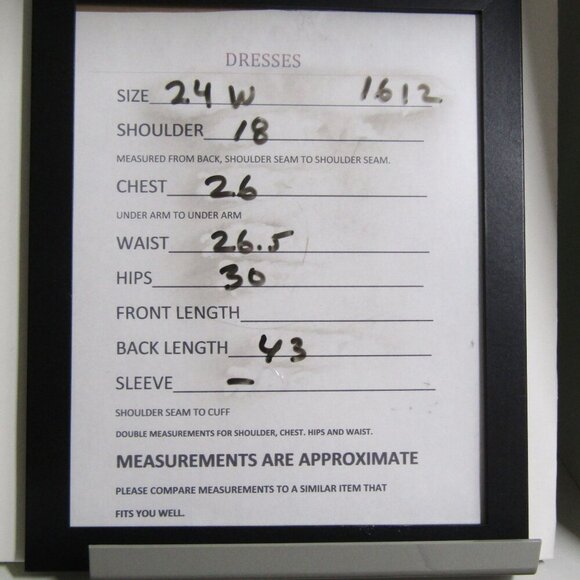 DRESSES
SIZE 24 W 1612
SHOULDER 18
MEASURED FROM BACK, SHOULDER SEAM TO SHOULDER SEAM.
CHEST 26
UNDER ARM TO UNDER ARM
WAIST 26.5
HIPS 30
FRONT LENGTH
BACK LENGTH 43
SLEEVE —
SHOULDER SEAM TO CUFF
DOUBLE MEASUREMENTS FOR SHOULDER, CHEST. HIPS AND WAIST.
MEASUREMENTS ARE APPROXIMATE
PLEASE COMPARE MEASUREMENTS TO A SIMILAR ITEM THAT
FITS YOU WELL.